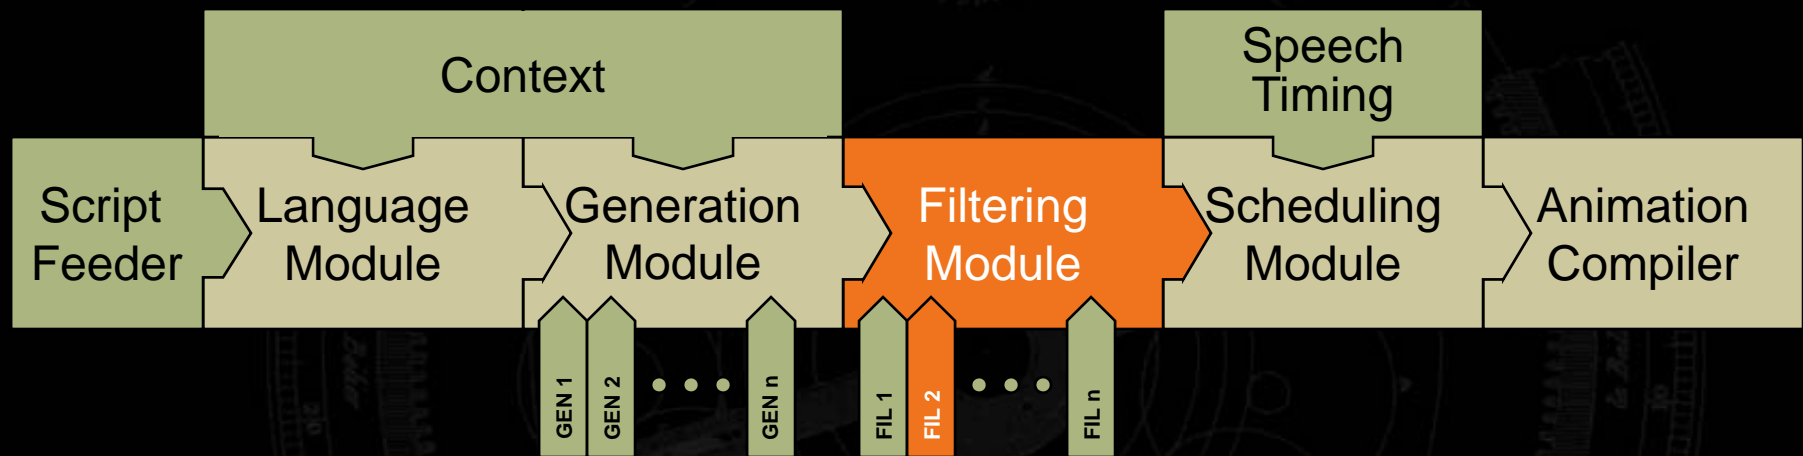 Context
Speech
Timing
Script
Feeder
Language
Module
Generation
Module
Filtering
Module
Scheduling
Module
Animation
Compiler
GEN 1
GEN 2
GEN n
FIL 1
FIL 2
FIL n